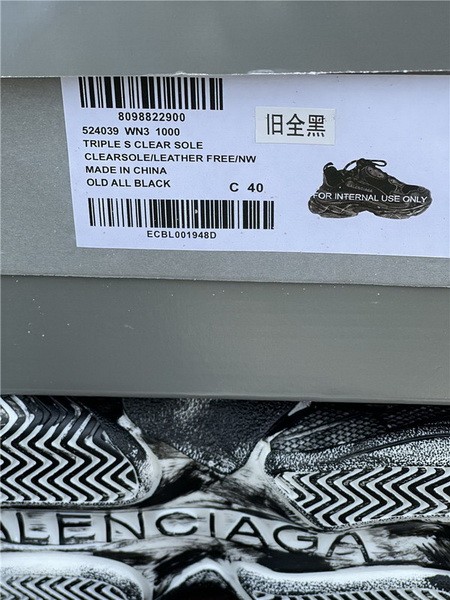 8098822900
524039 WN3 1000
TRIPLE S CLEAR SOLE
CLEARSOLE/LEATHER FREE/NW
MADE IN CHINA
OLD ALL BLACK
C 40
ECBL001948D
旧全黑
FOR INTERNAL USE ONLY
ALENCIAGA